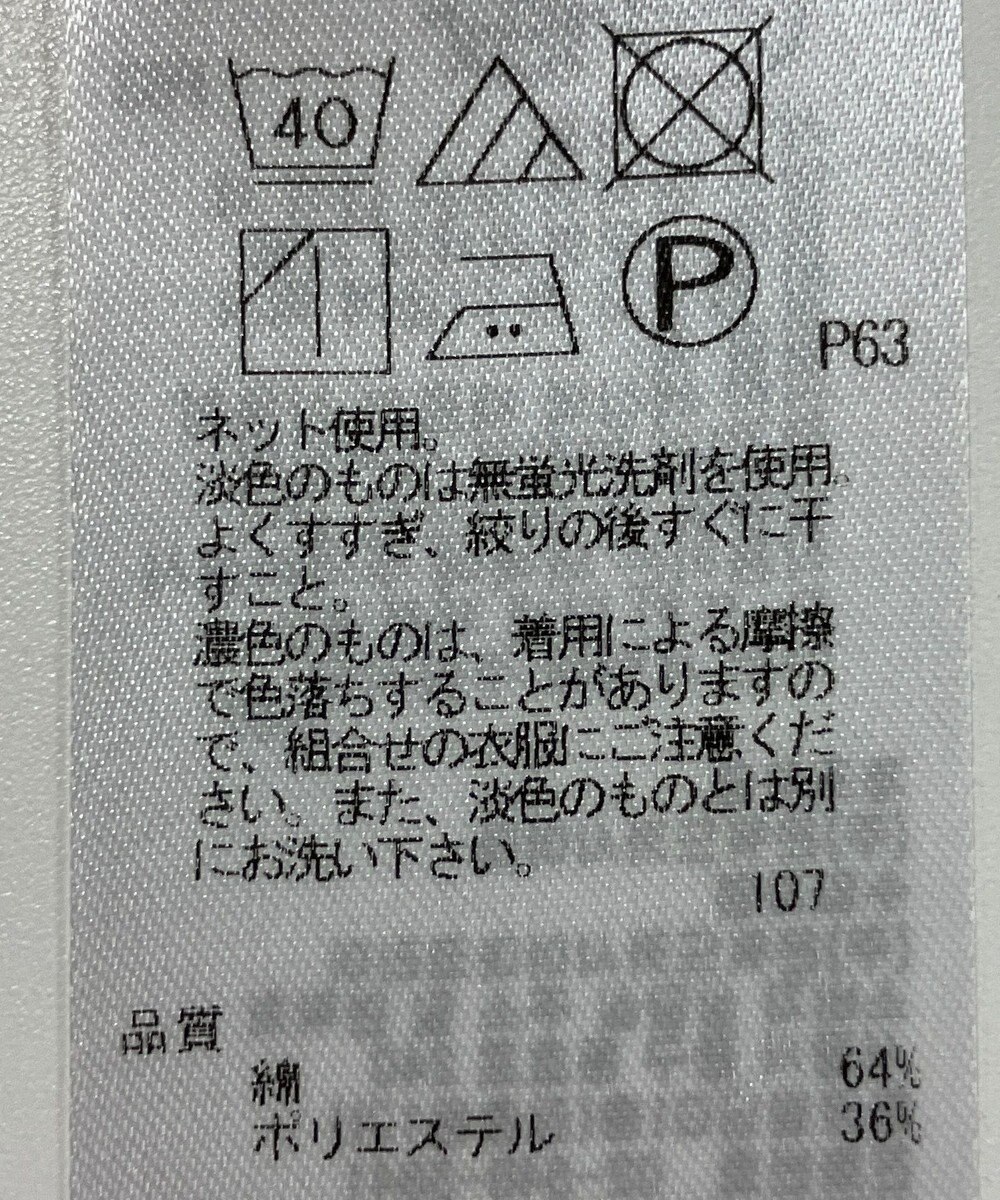 40
P
P63
ネット使用。
淡色のものは無蛍光洗剤を使用。
よくすすぎ、絞りの後すぐに干
すこと。
濃色のものは、着用による摩擦
で色落ちすることがありますの
で、組合せの衣服にご注意くだ
さい。また、淡色のものとは別
にお洗い下さい。
107
品質
綿 64%
ポリエステル 36%